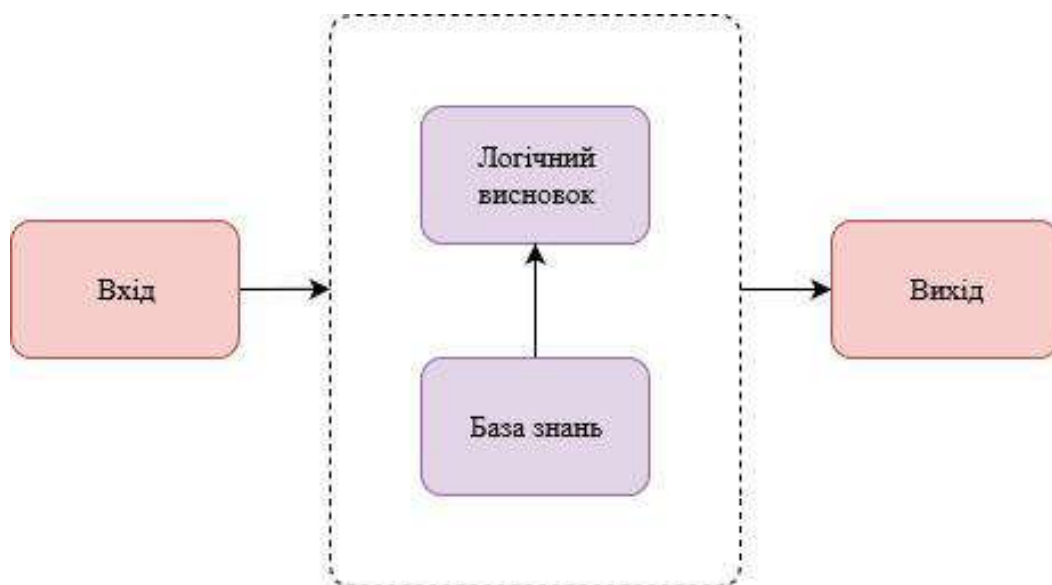 Вхід
Логічний
висновок
База знань
Вихід